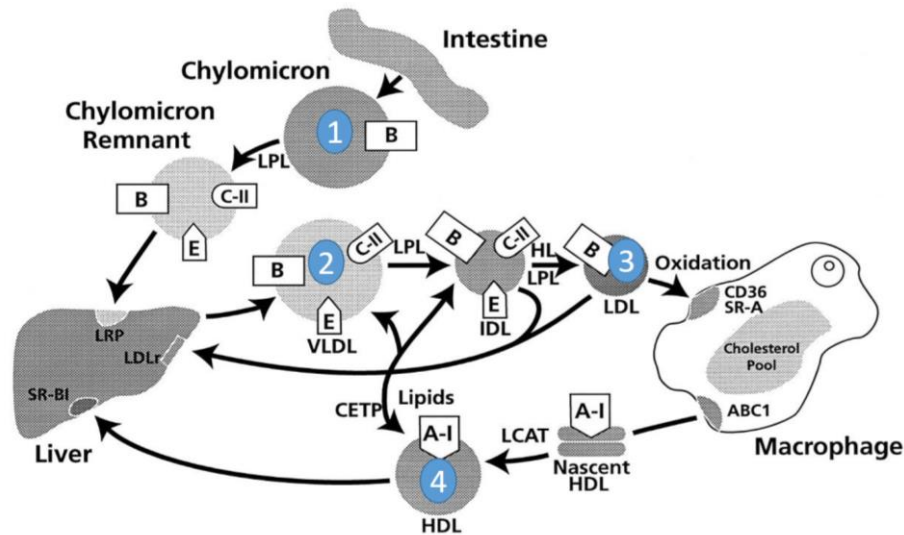 Intestine
Chylomicron
1
B
LPL
Chylomicron
Remnant
B
C-II
E
2
B
C-II
E
VLDL
LPL
B
C-II
E
IDL
HL
LPL
B
3
LDL
Oxidation
CD36
SR-A
Cholesterol
Pool
ABC1
Macrophage
LRP
LDLr
SR-BI
Liver
CETP
Lipids
A-I
4
HDL
LCAT
A-I
Nascent
HDL